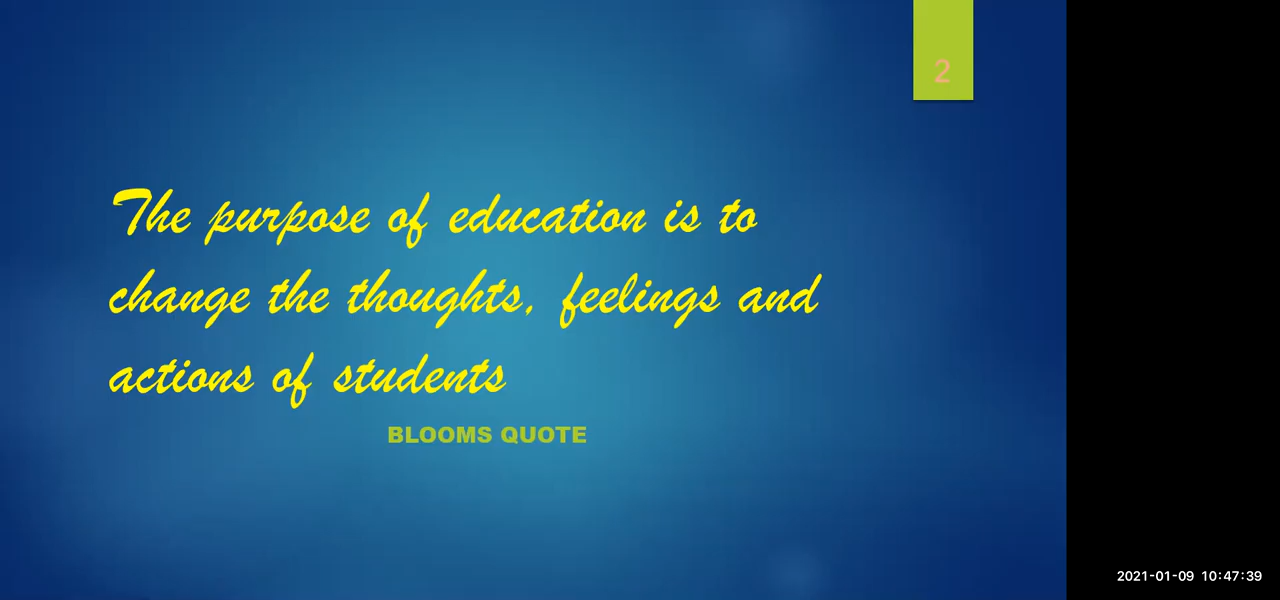 2
The purpose of education is to
change the thoughts, feelings and
actions of students
BLOOMS QUOTE
2021-01-09 10:47:39